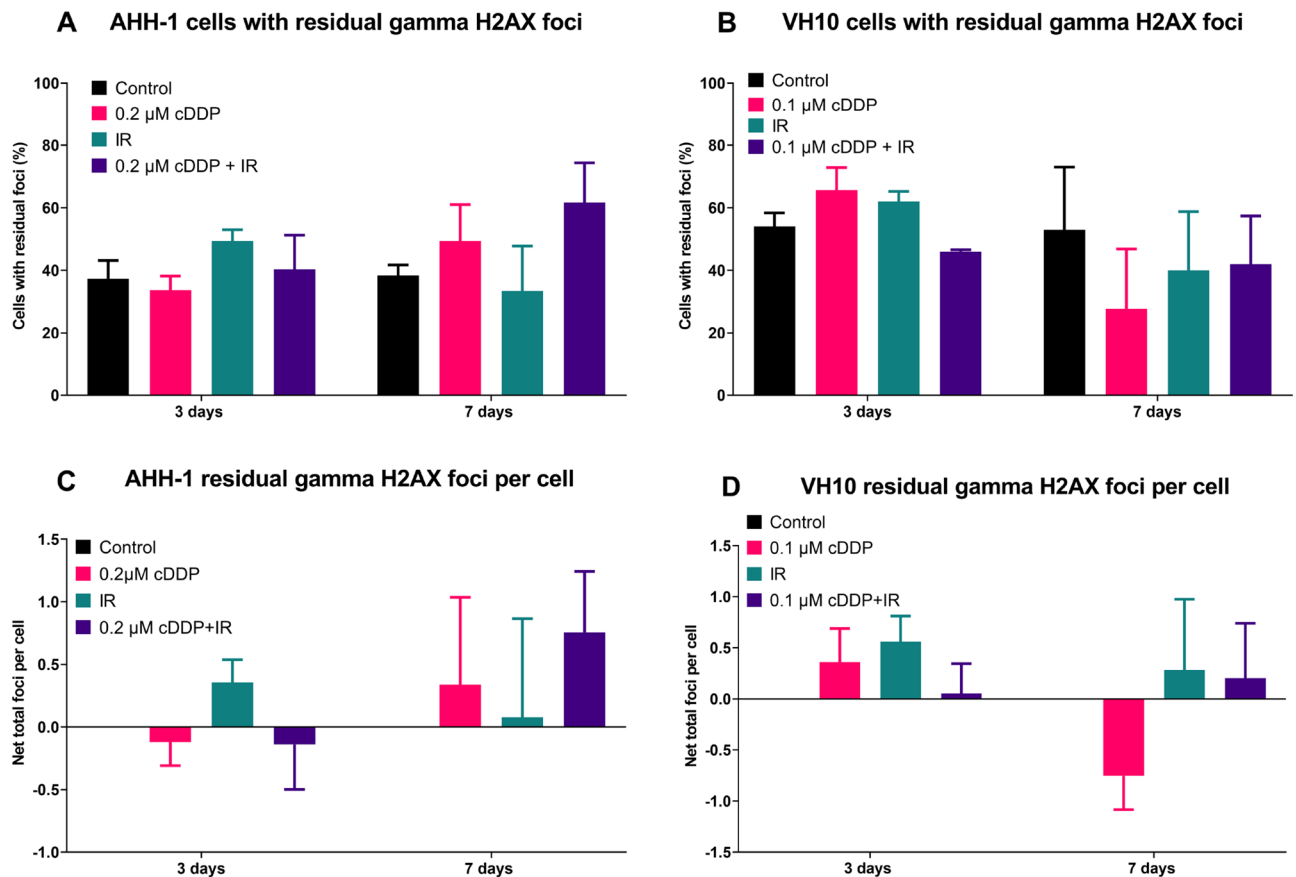 A AHH-1 cells with residual gamma H2AX foci
Cells with residual foci (%)
100
80
60
40
20
0
Control
0.2 µM cDDP
IR
0.2 µM cDDP + IR
3 days
7 days
B VH10 cells with residual gamma H2AX foci
Cells with residual foci (%)
100
80
60
40
20
0
Control
0.1 µM cDDP
IR
0.1 µM cDDP + IR
3 days
7 days
C AHH-1 residual gamma H2AX foci per cell
Net total foci per cell
1.5
1.0
0.5
0.0
-0.5
-1.0
Control
0.2µM cDDP
IR
0.2 µM cDDP+IR
3 days
7 days
D VH10 residual gamma H2AX foci per cell
Net total foci per cell
1.5
1.0
0.5
0.0
-0.5
-1.0
-1.5
Control
0.1 µM cDDP
IR
0.1 µM cDDP+IR
3 days
7 days